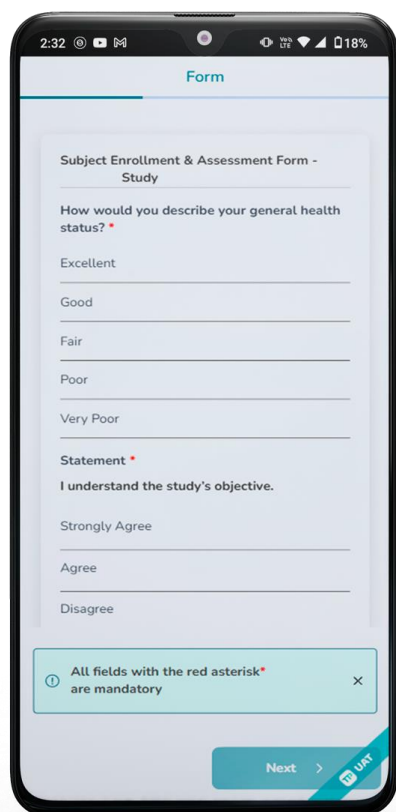 2:32 18%
Form
Subject Enrollment & Assessment Form -
Study
How would you describe your general health
status? *
Excellent
Good
Fair
Poor
Very Poor
Statement *
I understand the study's objective.
Strongly Agree
Agree
Disagree
All fields with the red asterisk*
are mandatory
Next
UAT